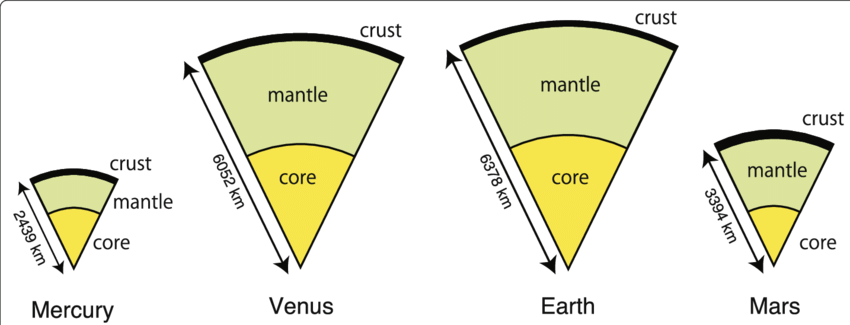 crust
mantle
core
2439 km
Mercury
crust
mantle
core
6052 km
Venus
crust
mantle
core
6378 km
Earth
crust
mantle
core
3394 km
Mars